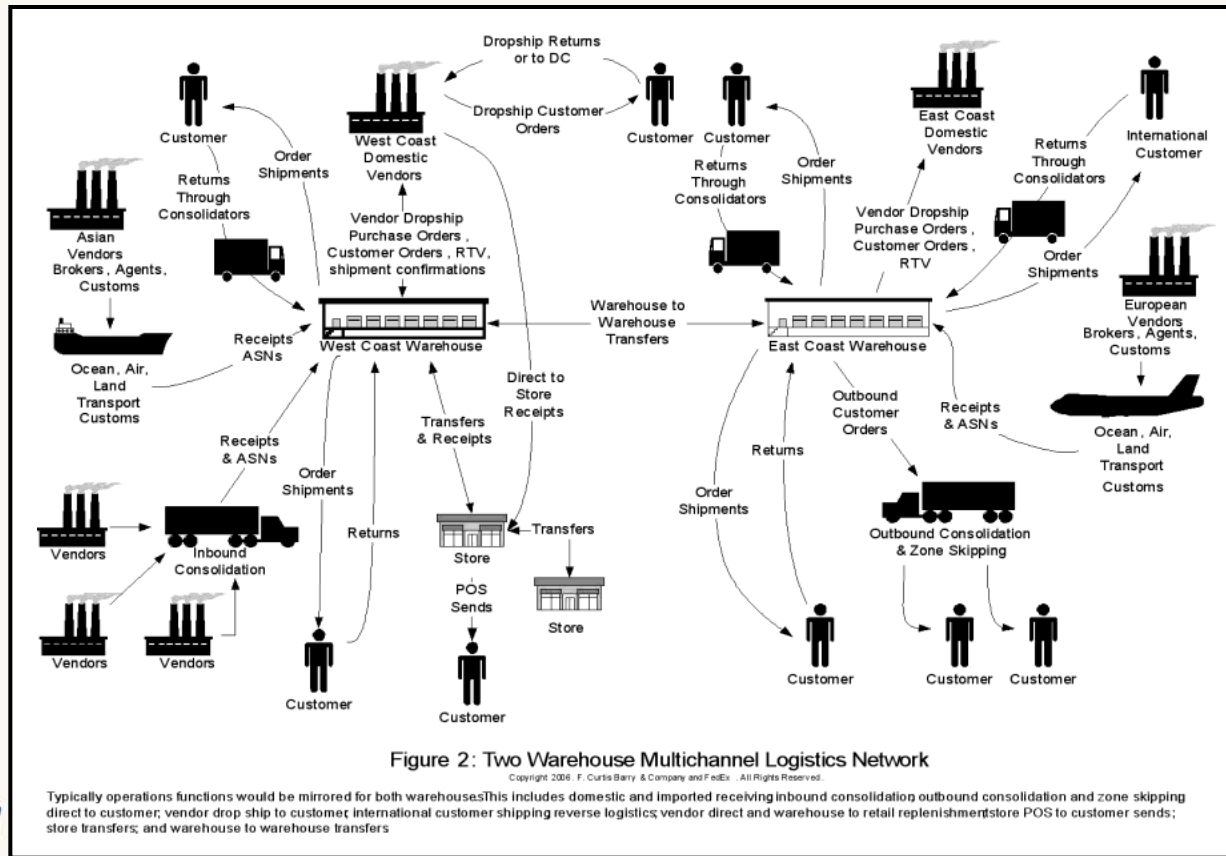 Dropship Returns
or to DC
Dropship Customer
Orders
Customer
West Coast
Domestic
Vendors
Customer
Customer
East Coast
Domestic
Vendors
International
Customer
Order
Shipments
Returns
Through
Consolidators
Asian
Vendors
Brokers, Agents,
Customs
Vendor Dropship
Purchase Orders,
Customer Orders, RTV,
shipment confirmations
Returns
Through
Consolidators
Order
Shipments
Vendor Dropship
Purchase Orders,
Customer Orders,
RTV
Returns
Through
Consolidators
Order
Shipments
European
Vendors
Brokers, Agents,
Customs
Receipts
ASNs
West Coast Warehouse
Warehouse to
Warehouse
Transfers
East Coast Warehouse
Ocean, Air,
Land
Transport
Customs
Direct to
Store
Receipts
Outbound
Customer
Orders
Receipts
& ASNs
Ocean, Air,
Land
Transport
Customs
Receipts
& ASNs
Transfers
& Receipts
Order
Shipments
Returns
Order
Shipments
Returns
Vendors
Inbound
Consolidation
Store
Transfers
Outbound Consolidation
& Zone Skipping
POS
Sends
Store
Vendors
Vendors
Customer
Customer
Customer
Customer
Customer
Figure 2: Two Warehouse Multichannel Logistics Network
Copyright 2006. F. Curtis Barry & Company and FedEx . All Rights Reserved.
Typically operations functions would be mirrored for both warehouses. This includes domestic and imported receiving inbound consolidation, outbound consolidation and zone skipping
direct to customer; vendor drop ship to customer; international customer shipping; reverse logistics; vendor direct and warehouse to retail replenishment; store POS to customer sends;
store transfers; and warehouse to warehouse transfers